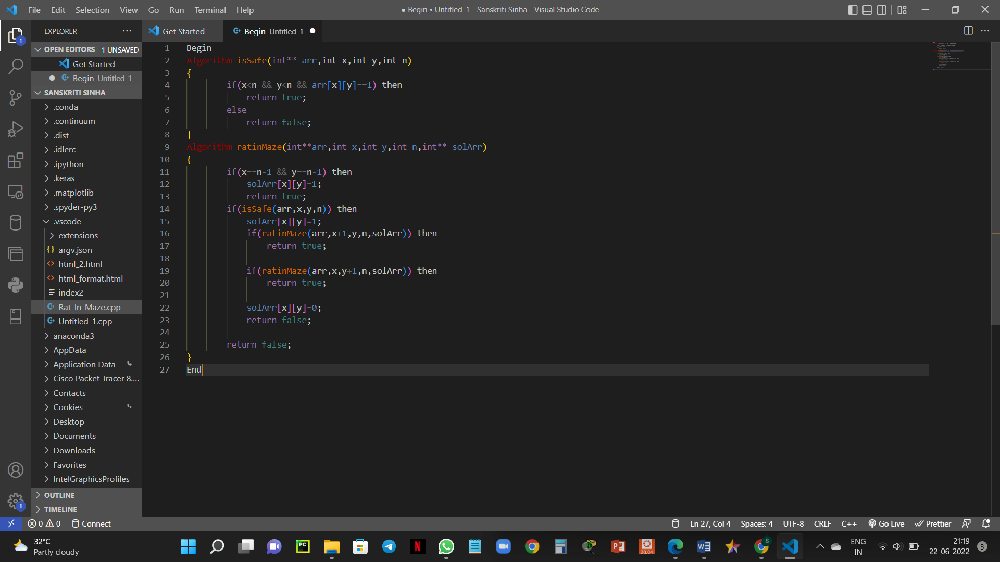 File Edit Selection View Go Run Terminal Help
● Begin • Untitled-1 - Sanskriti Sinha - Visual Studio Code
EXPLORER
Get Started
Begin Untitled-1
OPEN EDITORS 1 UNSAVED
Get Started
Begin Untitled-1
SANSKRITI SINHA
.conda
.continuum
.dist
.idlerc
.ipython
.keras
.matplotlib
.spyder-py3
.vscode
extensions
argv.json
html_2.html
html_format.html
index2
Rat_In_Maze.cpp
Untitled-1.cpp
anaconda3
AppData
Application Data
Cisco Packet Tracer 8....
Contacts
Cookies
Desktop
Documents
Downloads
Favorites
IntelGraphicsProfiles
OUTLINE
TIMELINE
1 Begin
2 Algorithm isSafe(int** arr,int x,int y,int n)
3 {
4 if(x<n && y<n && arr[x][y]==1) then
5 return true;
6 else
7 return false;
8 }
9 Algorithm ratinMaze(int**arr,int x,int y,int n,int** solArr)
10 {
11 if(x==n-1 && y==n-1) then
12 solArr[x][y]=1;
13 return true;
14 if(isSafe(arr,x,y,n)) then
15 solArr[x][y]=1;
16 if(ratinMaze(arr,x+1,y,n,solArr)) then
17 return true;
18
19 if(ratinMaze(arr,x,y+1,n,solArr)) then
20 return true;
21
22 solArr[x][y]=0;
23 return false;
24
25 return false;
26 }
27 End
1
1
0 0 Connect
Ln 27, Col 4 Spaces: 4 UTF-8 CRLF C++ Go Live Prettier
32°C
Partly cloudy
PC
N
P
20.04
W
S
ENG
IN
21:19
22-06-2022
3